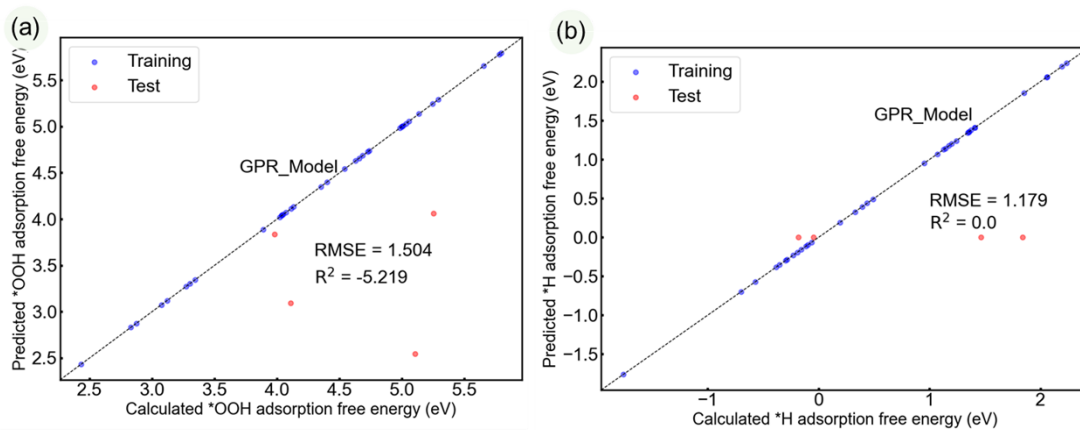 (a)
Predicted *OOH adsorption free energy (eV)
5.5
5.0
4.5
4.0
3.5
3.0
2.5
Training
Test
GPR_Model
RMSE = 1.504
R² = -5.219
2.5 3.0 3.5 4.0 4.5 5.0 5.5
Calculated *OOH adsorption free energy (eV)
(b)
Predicted *H adsorption free energy (eV)
2.0
1.5
1.0
0.5
0.0
−0.5
−1.0
−1.5
Training
Test
GPR_Model
RMSE = 1.179
R² = 0.0
−1 0 1 2
Calculated *H adsorption free energy (eV)